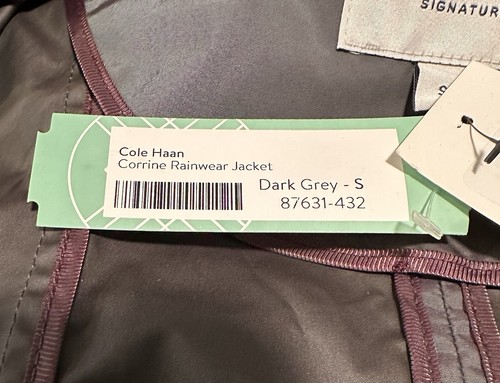 SIGNATUR
S
Cole Haan
Corrine Rainwear Jacket
Dark Grey - S
87631-432